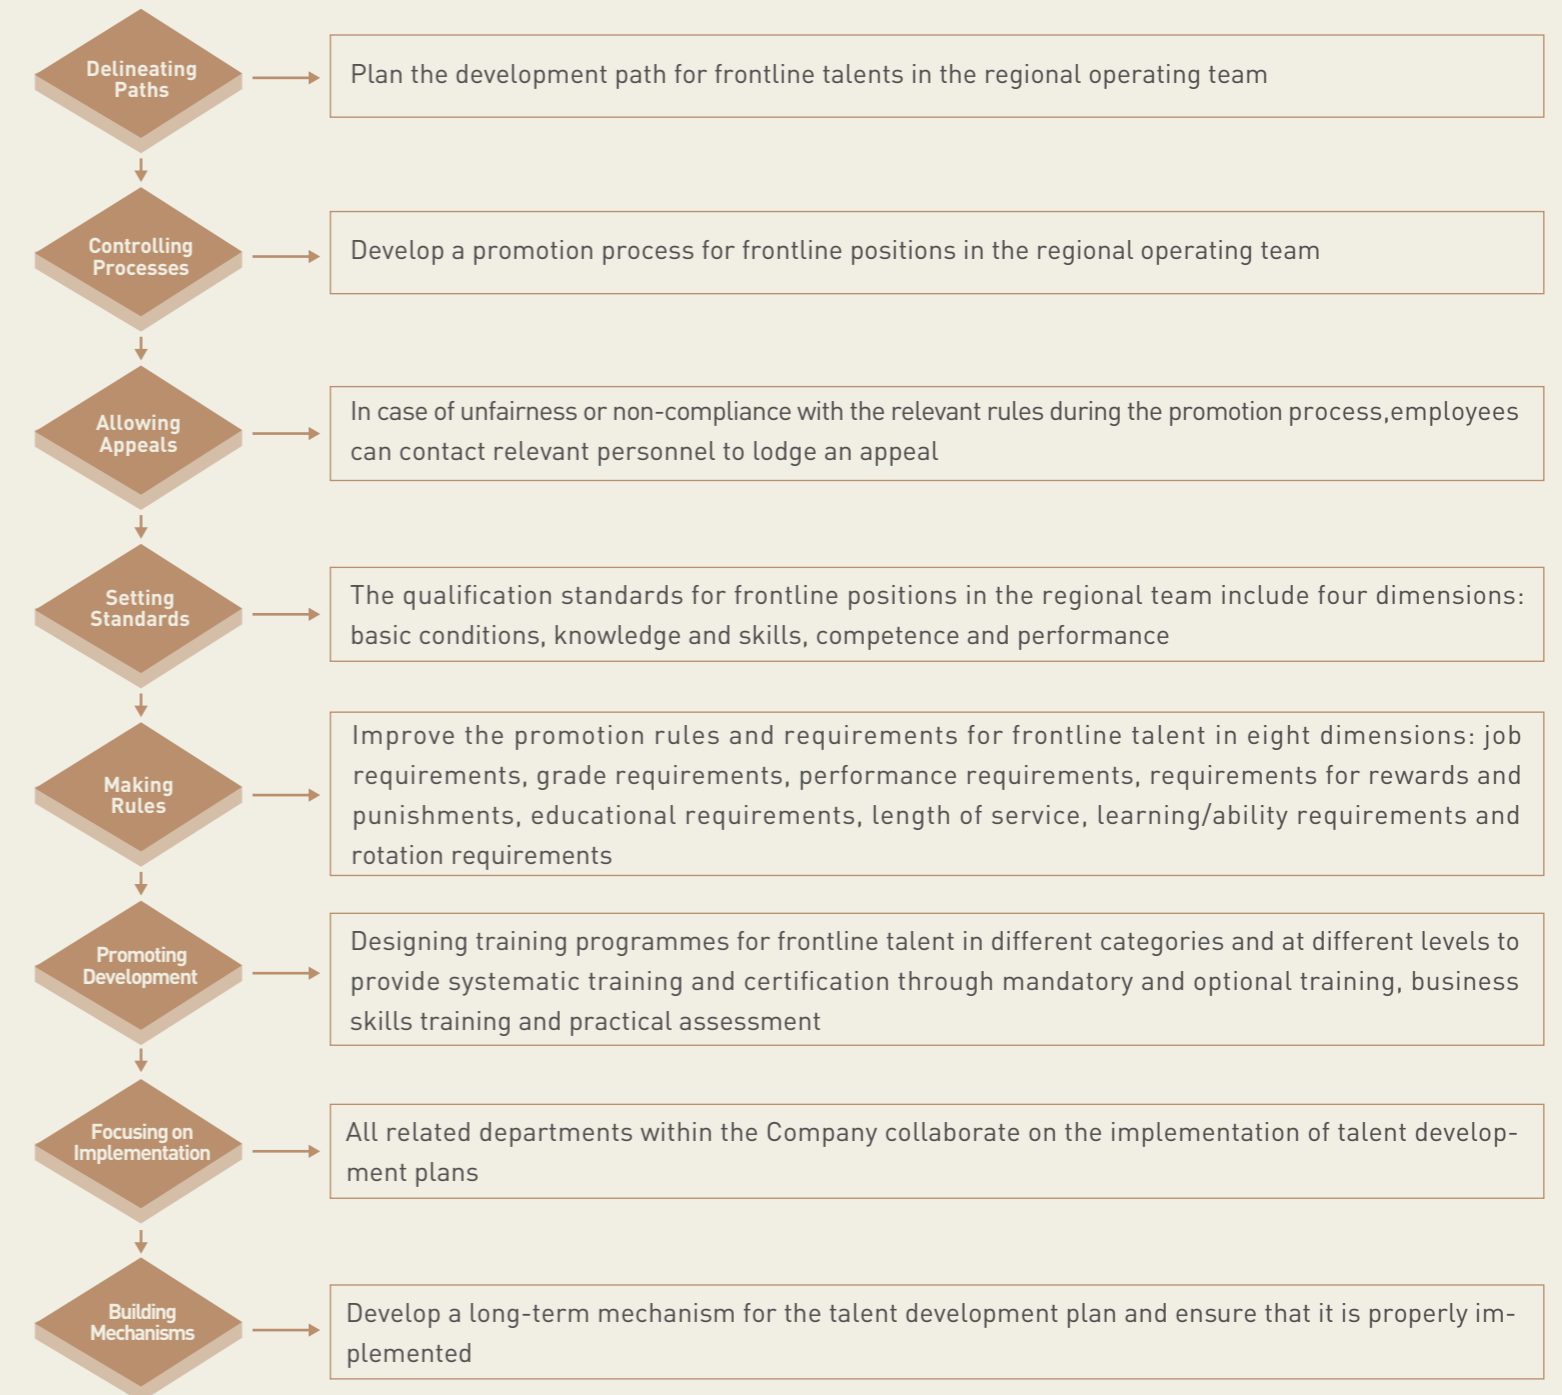 Delineating
Paths
Plan the development path for frontline talents in the regional operating team
Controlling
Processes
Develop a promotion process for frontline positions in the regional operating team
Allowing
Appeals
In case of unfairness or non-compliance with the relevant rules during the promotion process,employees
can contact relevant personnel to lodge an appeal
Setting
Standards
The qualification standards for frontline positions in the regional team include four dimensions:
basic conditions, knowledge and skills, competence and performance
Making
Rules
Improve the promotion rules and requirements for frontline talent in eight dimensions: job
requirements, grade requirements, performance requirements, requirements for rewards and
punishments, educational requirements, length of service, learning/ability requirements and
rotation requirements
Promoting
Development
Designing training programmes for frontline talent in different categories and at different levels to
provide systematic training and certification through mandatory and optional training, business
skills training and practical assessment
Focusing on
Implementation
All related departments within the Company collaborate on the implementation of talent develop-
ment plans
Building
Mechanisms
Develop a long-term mechanism for the talent development plan and ensure that it is properly im-
plemented